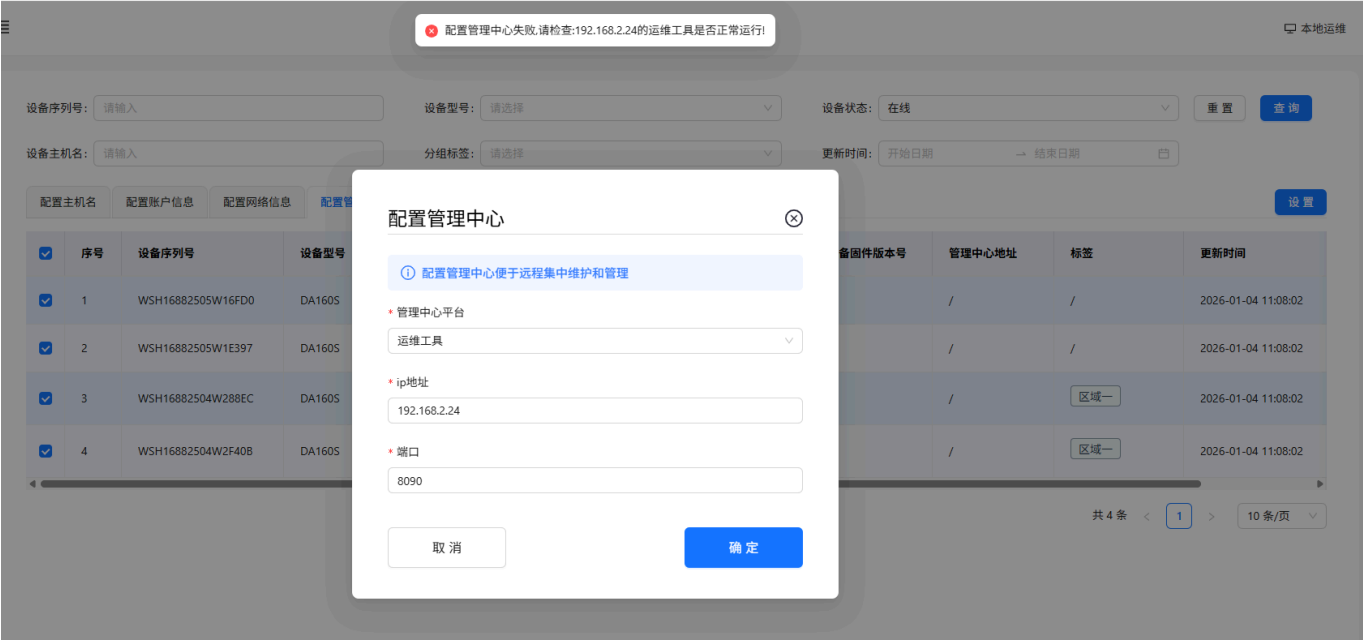 配置管理中心失败,请检查:192.168.2.24的运维工具是否正常运行!
本地运维
设备序列号: 请输入 设备型号: 请选择 设备状态: 在线 重 置 查 询
设备主机名: 请输入 分组标签: 请选择 更新时间: 开始日期 → 结束日期
配置主机名 配置账户信息 配置网络信息 配置管 设 置
序号 设备序列号 设备型号 备固件版本号 管理中心地址 标签 更新时间
1 WSH16882505W16FD0 DA160S / / 2026-01-04 11:08:02
2 WSH16882505W1E397 DA160S / / 2026-01-04 11:08:02
3 WSH16882504W288EC DA160S / 区域一 2026-01-04 11:08:02
4 WSH16882504W2F40B DA160S / 区域一 2026-01-04 11:08:02
共 4 条 < 1 > 10 条/页
配置管理中心
配置管理中心便于远程集中维护和管理
* 管理中心平台
运维工具
* ip地址
192.168.2.24
* 端口
8090
取 消 确 定